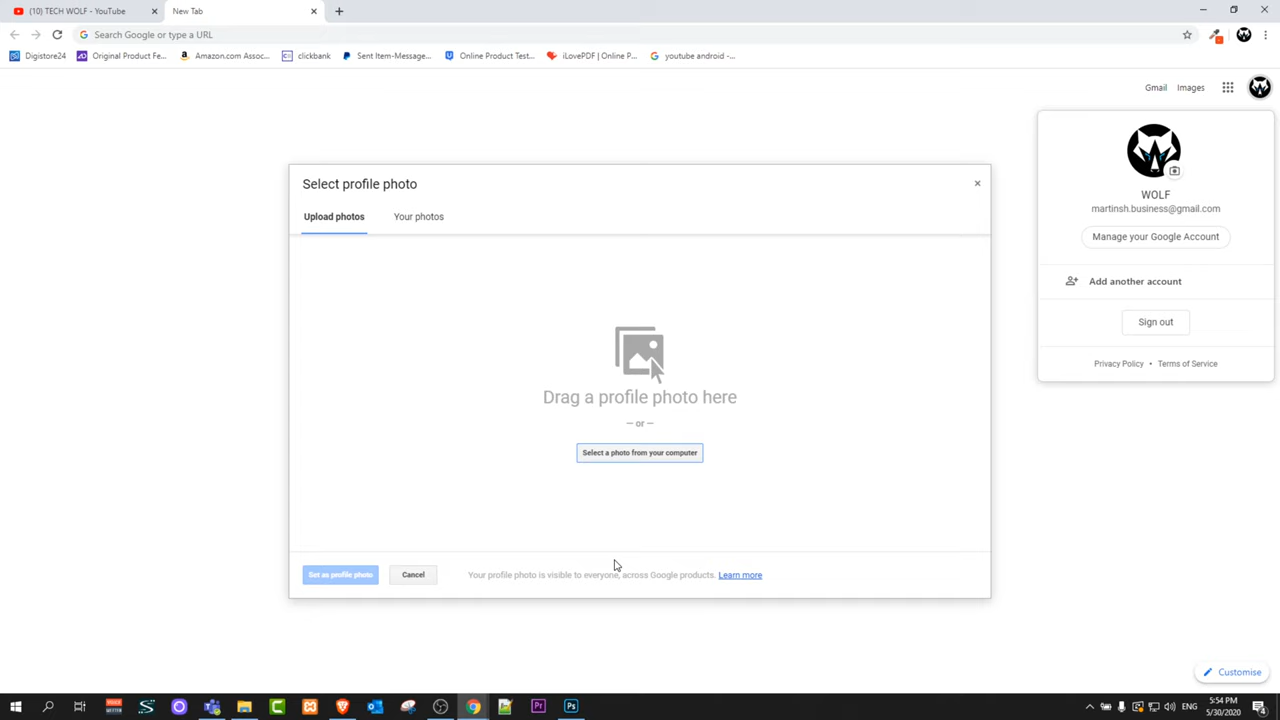 (10) TECH WOLF - YouTube
New Tab
Search Google or type a URL
Digistore24
Original Product Fe...
Amazon.com Assoc...
clickbank
Sent Item-Message...
Online Product Test...
iLovePDF | Online P...
youtube android -...
Gmail
Images
WOLF
martinsh.business@gmail.com
Manage your Google Account
Add another account
Sign out
Privacy Policy • Terms of Service
Select profile photo
Upload photos
Your photos
Drag a profile photo here
— or —
Select a photo from your computer
Set as profile photo
Cancel
Your profile photo is visible to everyone, across Google products. Learn more
Customise
Pr
Ps
ENG
5:54 PM
5/30/2020
4